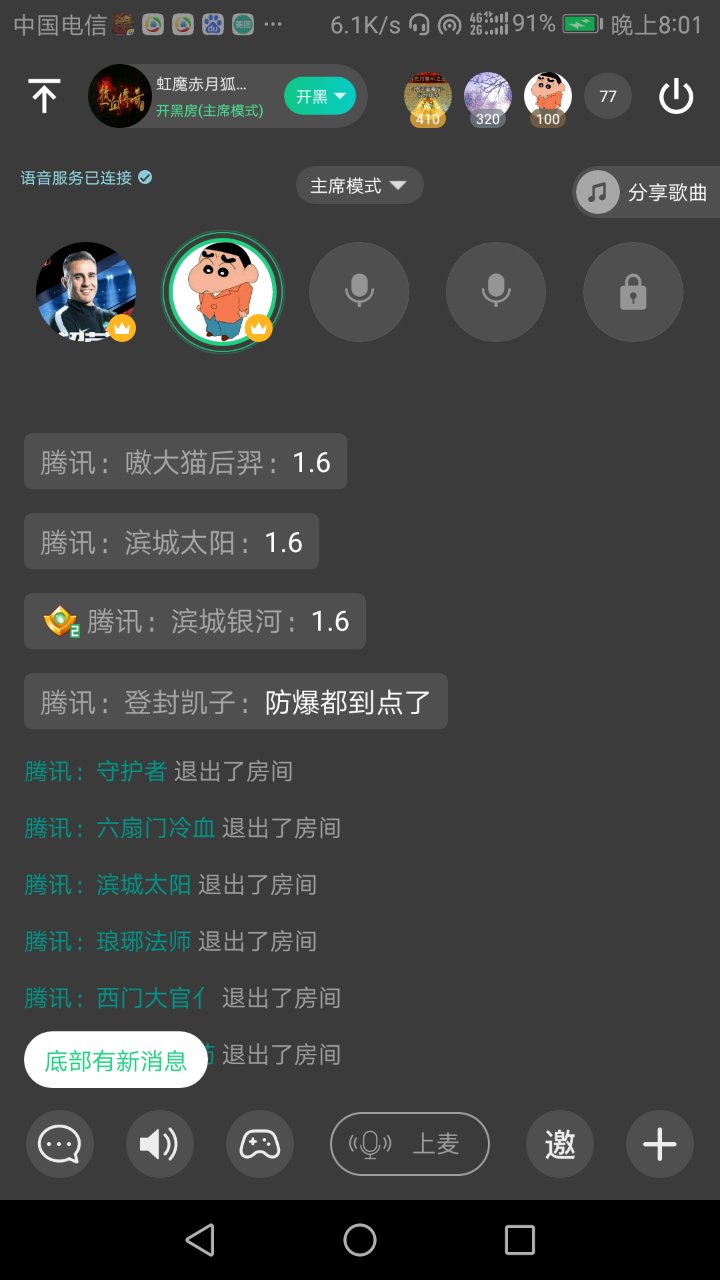 中国电信 ... 6.1K/s 4G 2G 91% 晚上8:01
虹魔赤月狐...
开黑房(主席模式)
开黑
410 320 100 77
语音服务已连接
主席模式
分享歌曲
腾讯：嗷大猫后羿：1.6
腾讯：滨城太阳：1.6
2 腾讯：滨城银河：1.6
腾讯：登封凯子：防爆都到点了
腾讯：守护者 退出了房间
腾讯：六扇门冷血 退出了房间
腾讯：滨城太阳 退出了房间
腾讯：琅琊法师 退出了房间
腾讯：西门大官亻 退出了房间
底部有新消息 退出了房间
上麦 邀